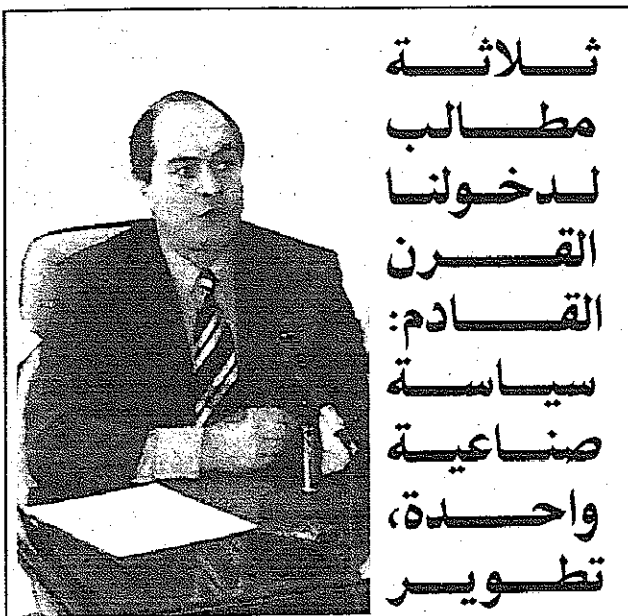 ثلاثة
مطالب
لدخولنا
القرن
القادم:
سياسة
صناعية
واحدة،
تطوير